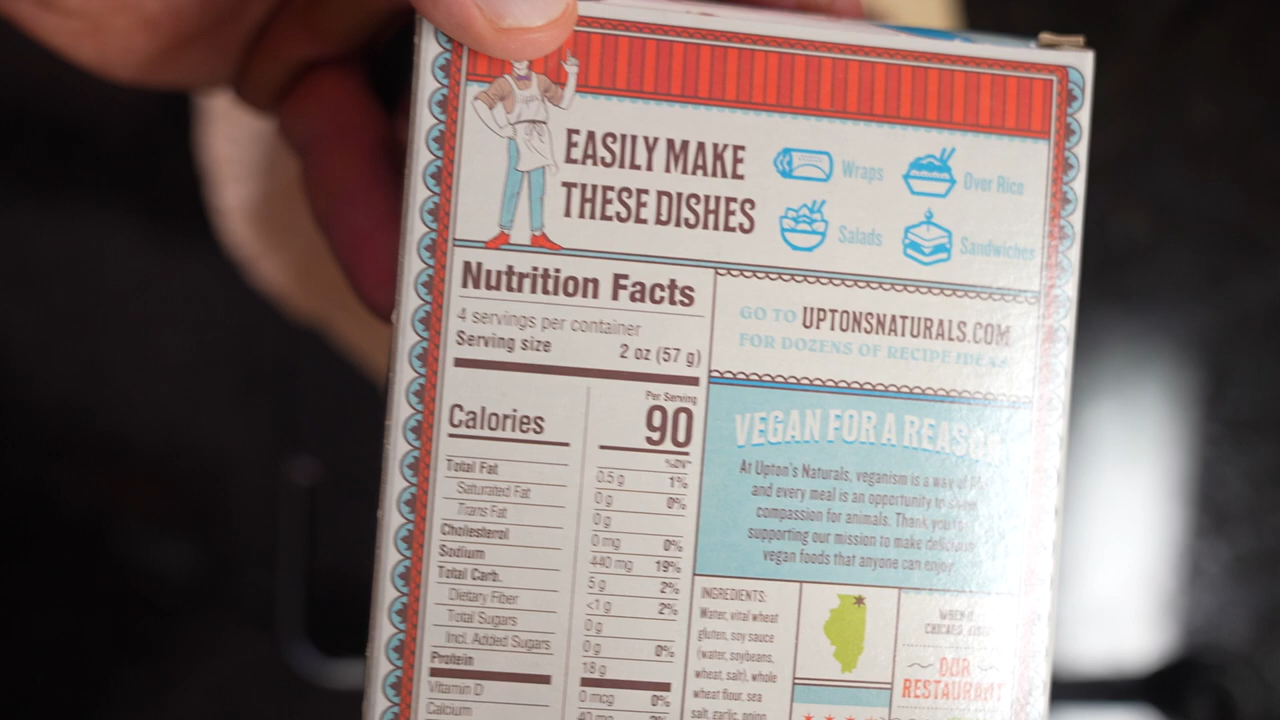 EASILY MAKE
THESE DISHES
Wraps
Over Rice
Salads
Sandwiches
Nutrition Facts
4 servings per container
Serving size 2 oz (57 g)
Per Serving
Calories 90
%DV*
Total Fat 0.5 g 1%
Saturated Fat 0 g 0%
Trans Fat 0 g
Cholesterol 0 mg 0%
Sodium 440 mg 19%
Total Carb. 5 g 2%
Dietary Fiber <1 g 2%
Total Sugars 0 g
Incl. Added Sugars 0 g 0%
Protein 18 g
Vitamin D 0 mcg 0%
Calcium 40 mg
GO TO UPTONSNATURALS.COM
FOR DOZENS OF RECIPE IDEAS
VEGAN FOR A REASON
At Upton's Naturals, veganism is a way of
and every meal is an opportunity to
compassion for animals. Thank you
supporting our mission to make delicious
vegan foods that anyone can enjoy.
INGREDIENTS:
Water, vital wheat
gluten, soy sauce
(water, soybeans,
wheat, salt), whole
wheat flour, sea
salt, garlic, onion
WHEN
CHICAGO,
OUR
RESTAURANT